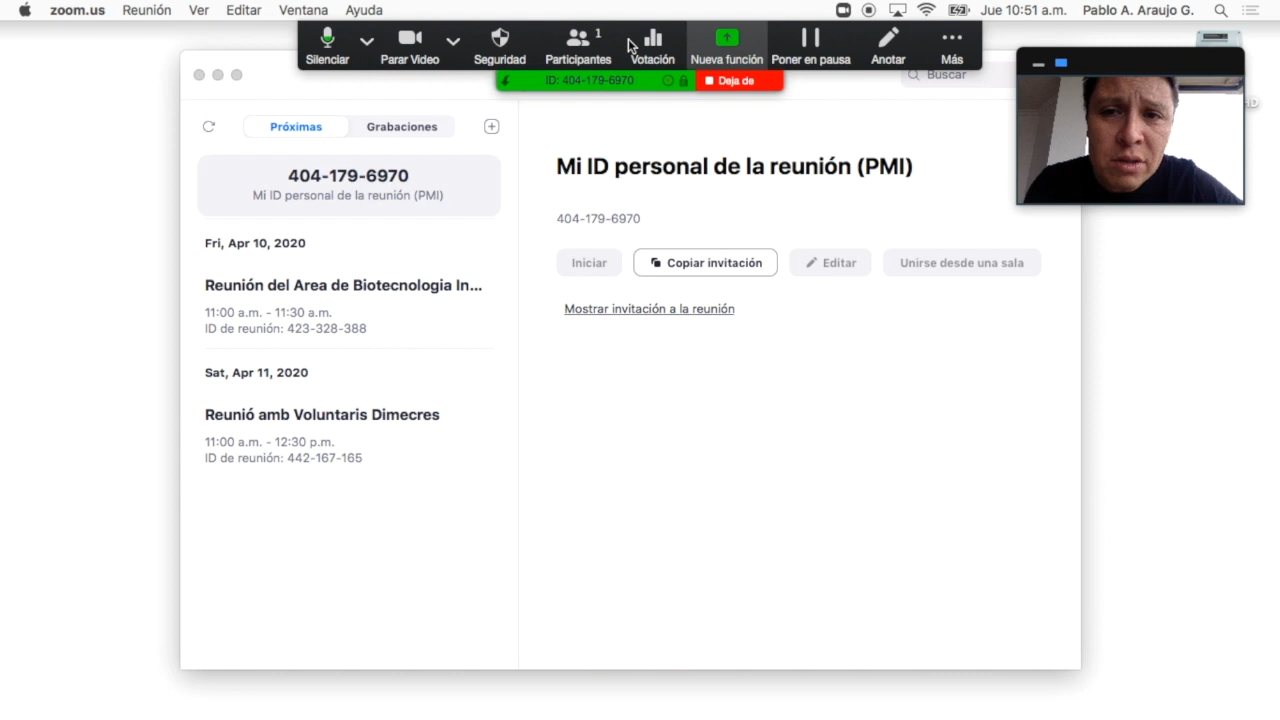 zoom.us Reunión Ver Editar Ventana Ayuda Jue 10:51 a.m. Pablo A. Araujo G.
1
Silenciar Parar Video Seguridad Participantes Votación Nueva función Poner en pausa Anotar Más
ID: 404-179-6970 Deja de
Buscar
Próximas Grabaciones
404-179-6970
Mi ID personal de la reunión (PMI)
Fri, Apr 10, 2020
Reunión del Area de Biotecnologia In...
11:00 a.m. - 11:30 a.m.
ID de reunión: 423-328-388
Sat, Apr 11, 2020
Reunió amb Voluntaris Dimecres
11:00 a.m. - 12:30 p.m.
ID de reunión: 442-167-165
Mi ID personal de la reunión (PMI)
404-179-6970
Iniciar Copiar invitación Editar Unirse desde una sala
Mostrar invitación a la reunión